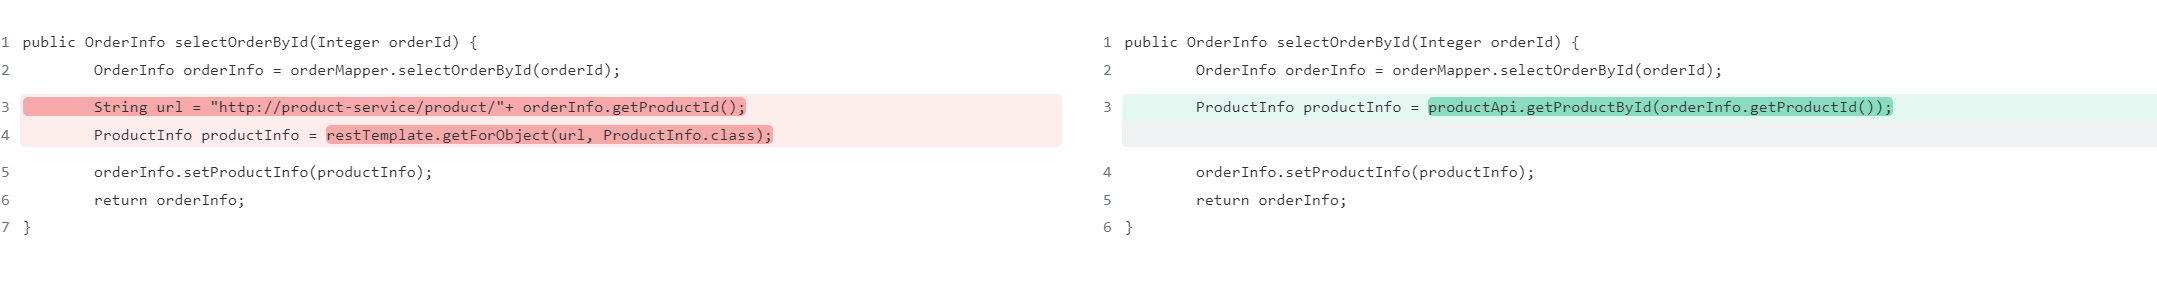 1 public OrderInfo selectOrderById(Integer orderId) {
2         OrderInfo orderInfo = orderMapper.selectOrderById(orderId);
3         String url = "http://product-service/product/"+ orderInfo.getProductId();
4         ProductInfo productInfo = restTemplate.getForObject(url, ProductInfo.class);
5         orderInfo.setProductInfo(productInfo);
6         return orderInfo;
7 }
1 public OrderInfo selectOrderById(Integer orderId) {
2         OrderInfo orderInfo = orderMapper.selectOrderById(orderId);
3         ProductInfo productInfo = productApi.getProductById(orderInfo.getProductId());
4         orderInfo.setProductInfo(productInfo);
5         return orderInfo;
6 }